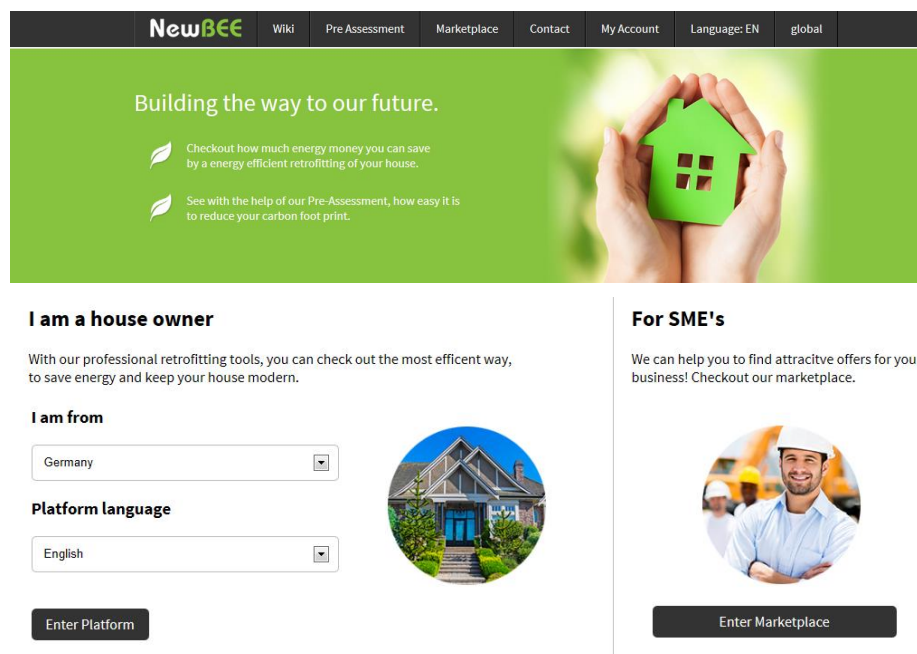 NewBEE Wiki Pre Assessment Marketplace Contact My Account Language: EN global
Building the way to our future.
Checkout how much energy money you can save
by a energy efficient retrofitting of your house.
See with the help of our Pre-Assessment, how easy it is
to reduce your carbon foot print.
I am a house owner
With our professional retrofitting tools, you can check out the most efficent way,
to save energy and keep your house modern.
I am from
Germany
Platform language
English
Enter Platform
For SME's
We can help you to find attracitve offers for you
business! Checkout our marketplace.
Enter Marketplace